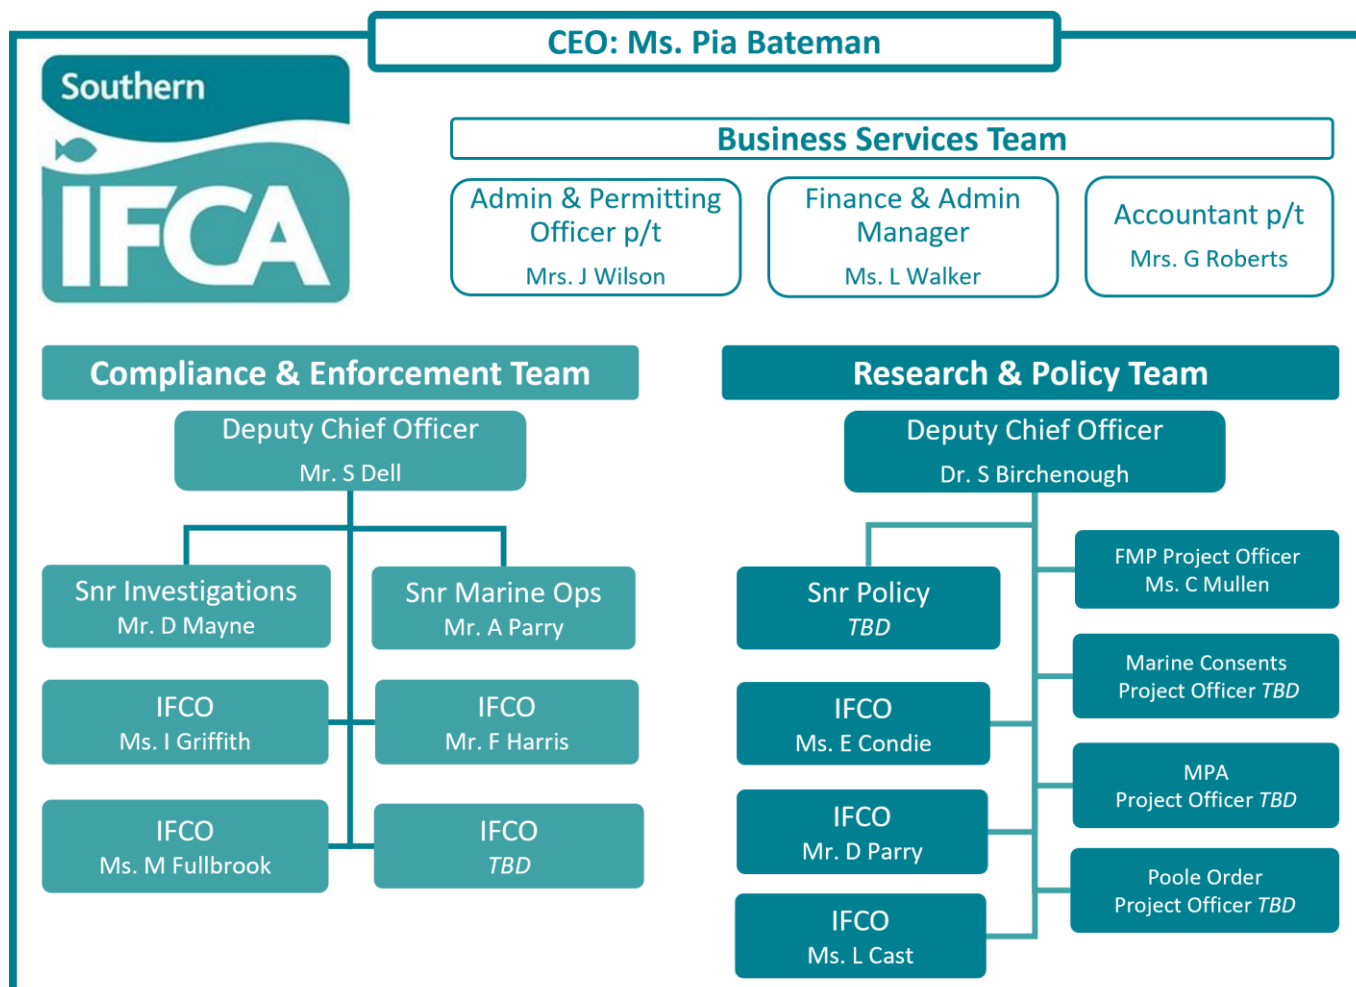 CEO: Ms. Pia Bateman
Southern
IFCA
Business Services Team
Admin & Permitting
Officer p/t
Mrs. J Wilson
Finance & Admin
Manager
Ms. L Walker
Accountant p/t
Mrs. G Roberts
Compliance & Enforcement Team
Deputy Chief Officer
Mr. S Dell
Snr Investigations
Mr. D Mayne
Snr Marine Ops
Mr. A Parry
IFCO
Ms. I Griffith
IFCO
Mr. F Harris
IFCO
Ms. M Fullbrook
IFCO
TBD
Research & Policy Team
Deputy Chief Officer
Dr. S Birchenough
Snr Policy
TBD
IFCO
Ms. E Condie
IFCO
Mr. D Parry
IFCO
Ms. L Cast
FMP Project Officer
Ms. C Mullen
Marine Consents
Project Officer TBD
MPA
Project Officer TBD
Poole Order
Project Officer TBD